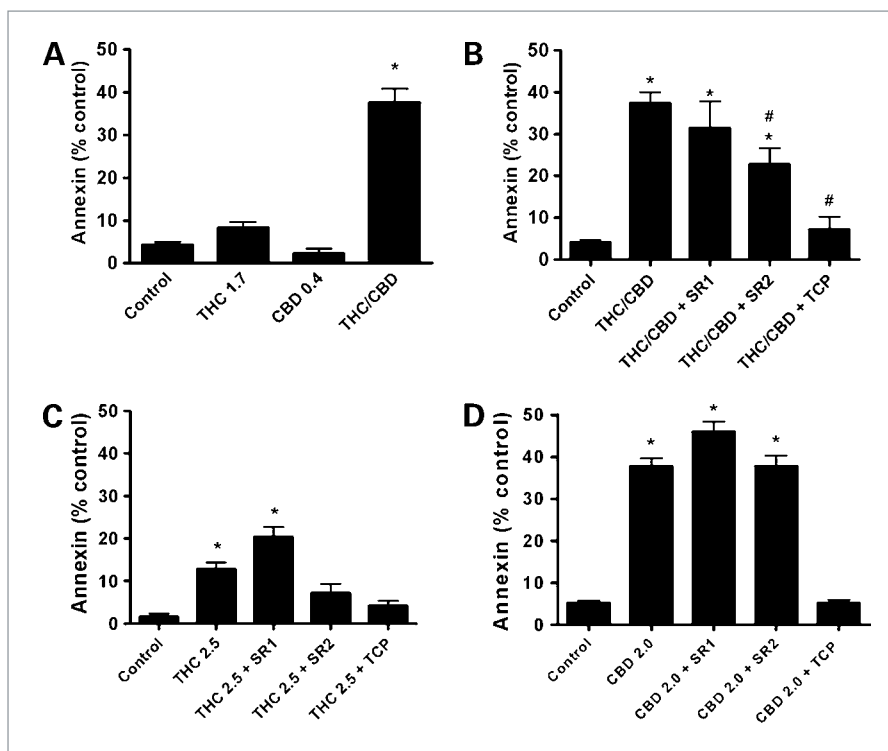 A
Annexin (% control)
50
*
40
30
20
10
0
Control
THC 1.7
CBD 0.4
THC/CBD
B
Annexin (% control)
50
*
*
#
*
#
40
30
20
10
0
Control
THC/CBD
THC/CBD + SR1
THC/CBD + SR2
THC/CBD + TCP
C
Annexin (% control)
50
40
30
20
10
0
*
*
Control
THC 2.5
THC 2.5 + SR1
THC 2.5 + SR2
THC 2.5 + TCP
D
Annexin (% control)
50
40
30
20
10
0
*
*
*
Control
CBD 2.0
CBD 2.0 + SR1
CBD 2.0 + SR2
CBD 2.0 + TCP